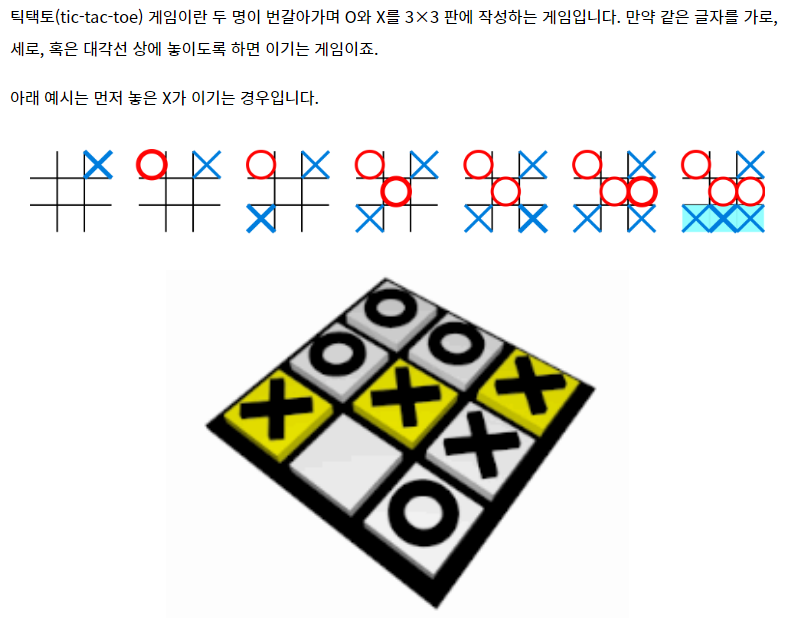 틱택토(tic-tac-toe) 게임이란 두 명이 번갈아가며 O와 X를 3×3 판에 작성하는 게임입니다. 만약 같은 글자를 가로,
세로, 혹은 대각선 상에 놓이도록 하면 이기는 게임이죠.
아래 예시는 먼저 놓은 X가 이기는 경우입니다.